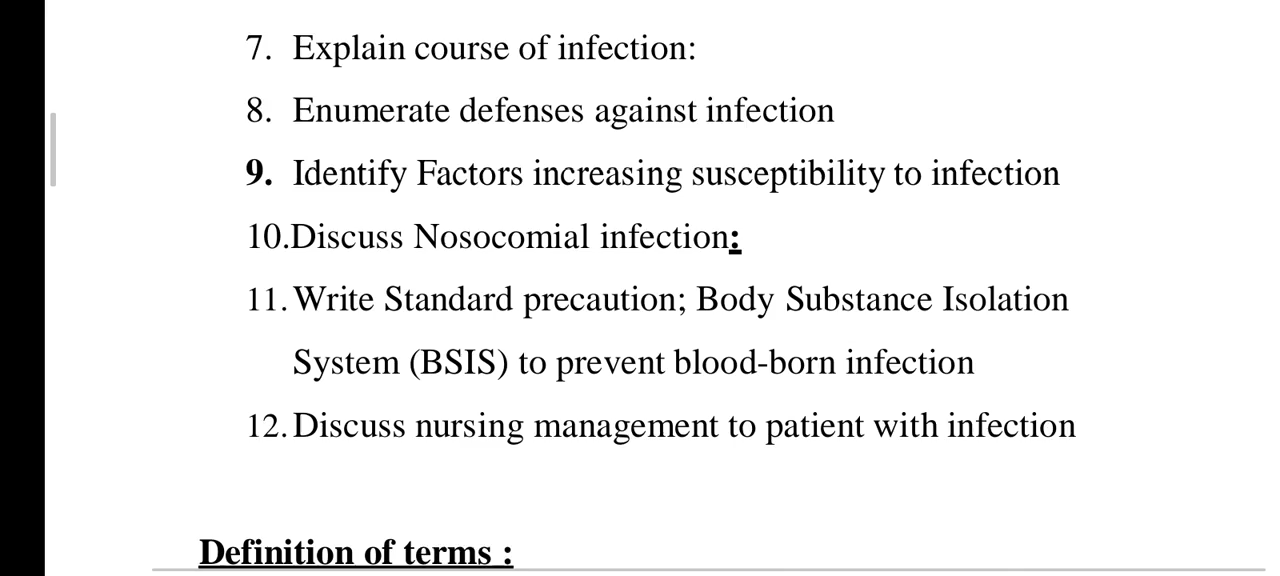 7. Explain course of infection:
8. Enumerate defenses against infection
9. Identify Factors increasing susceptibility to infection
10.Discuss Nosocomial infection:
11. Write Standard precaution; Body Substance Isolation
System (BSIS) to prevent blood-born infection
12. Discuss nursing management to patient with infection
Definition of terms :